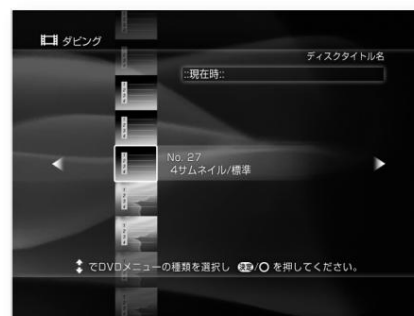 ダビング
ディスクタイトル名
::現在時::
No. 27
4サムネイル/標準
でDVDメニューの種類を選択し 決定/○ を押してください。